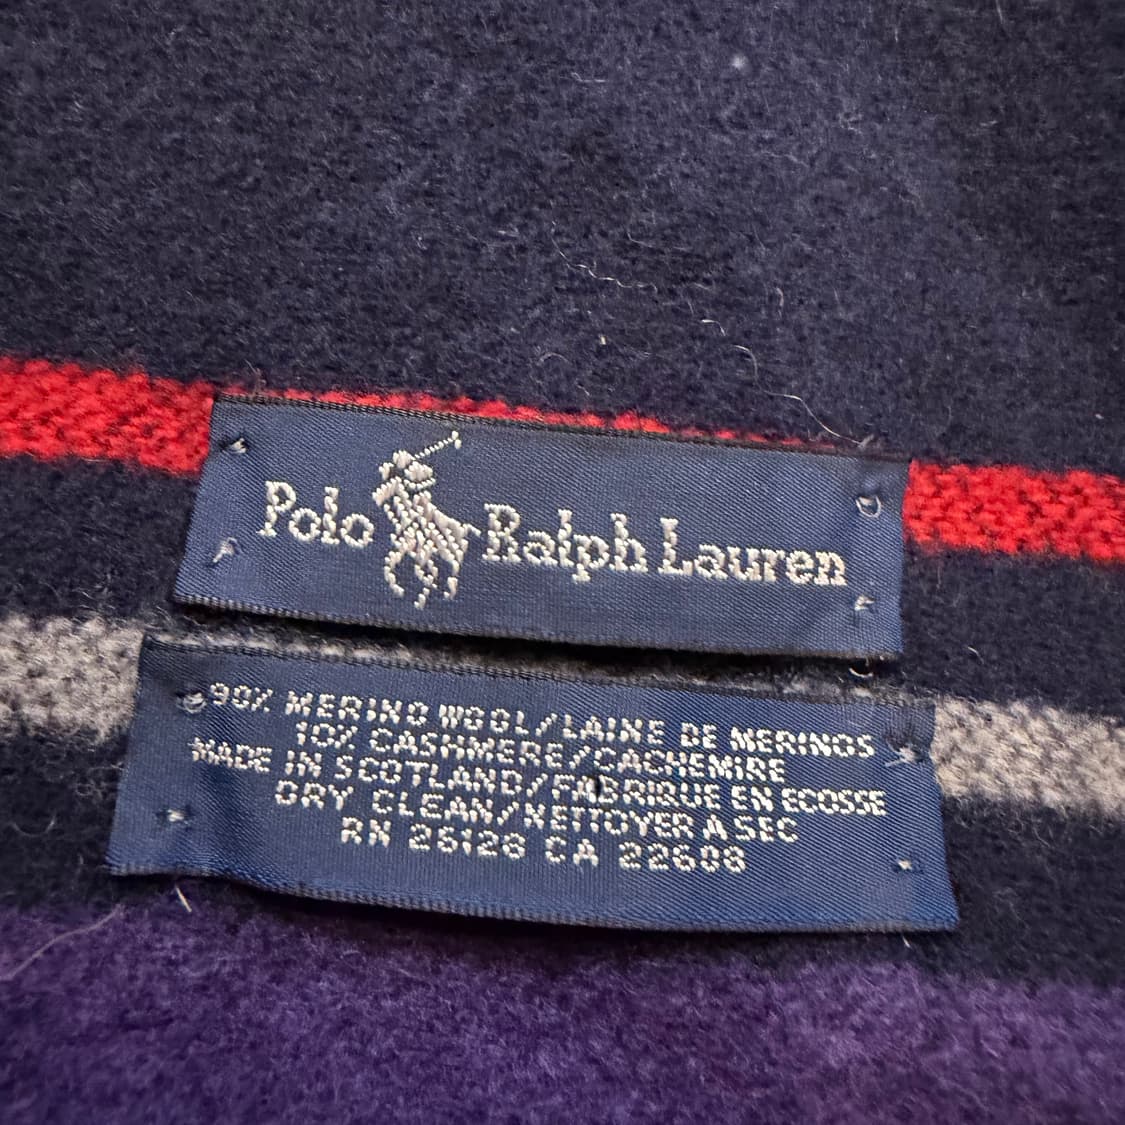 Polo Ralph Lauren
90% MERINO WOOL/LAINE DE MERINOS
10% CASHMERE/CACHEMIRE
MADE IN SCOTLAND/FABRIQUE EN ECOSSE
DRY CLEAN/NETTOYER A SEC
RN 26128 CA 22608